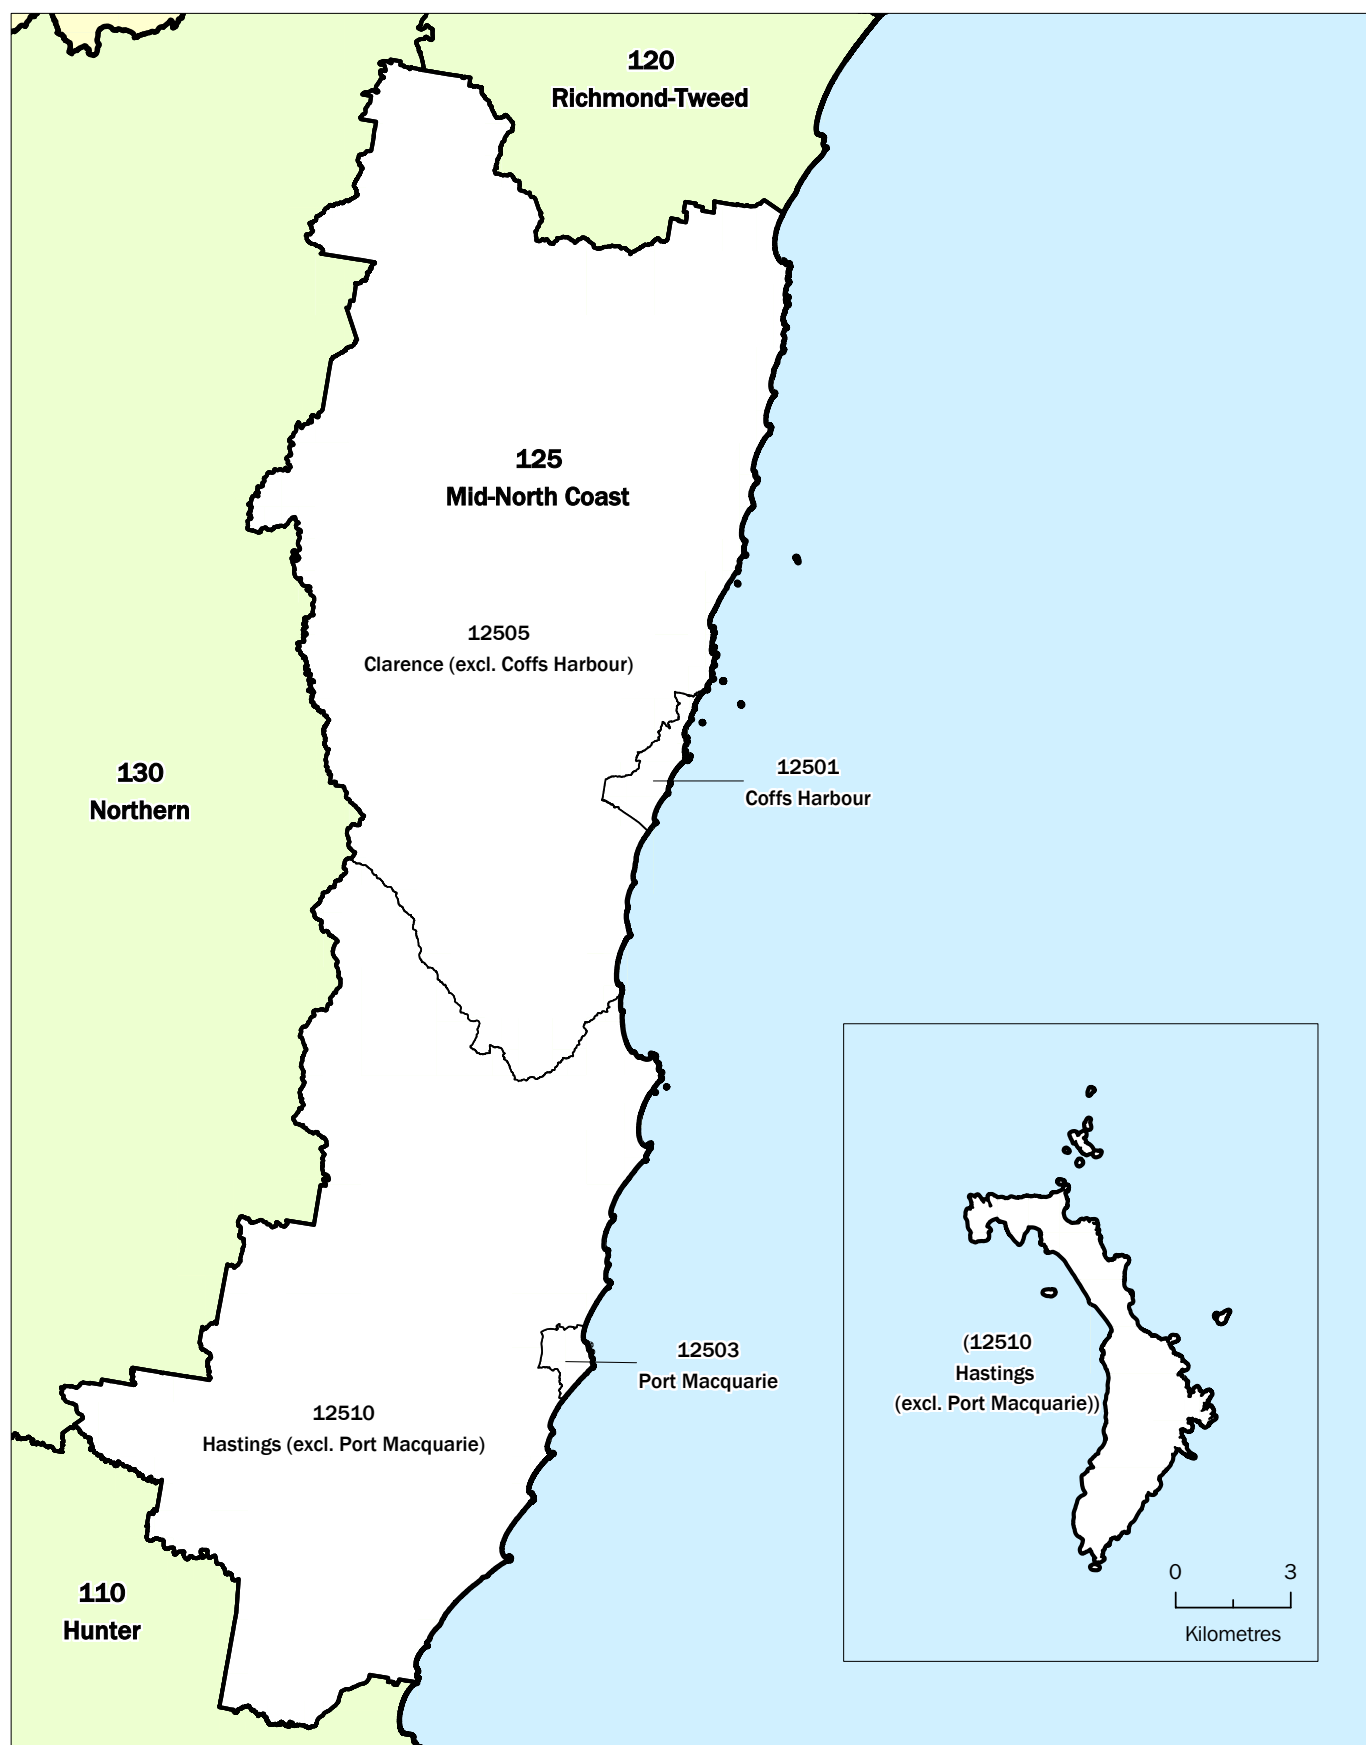 120
Richmond-Tweed
125
Mid-North Coast
12505
Clarence (excl. Coffs Harbour)
130
Northern
12501
Coffs Harbour
12503
Port Macquarie
12510
Hastings (excl. Port Macquarie)
(12510
Hastings
(excl. Port Macquarie))
110
Hunter
0 3
Kilometres